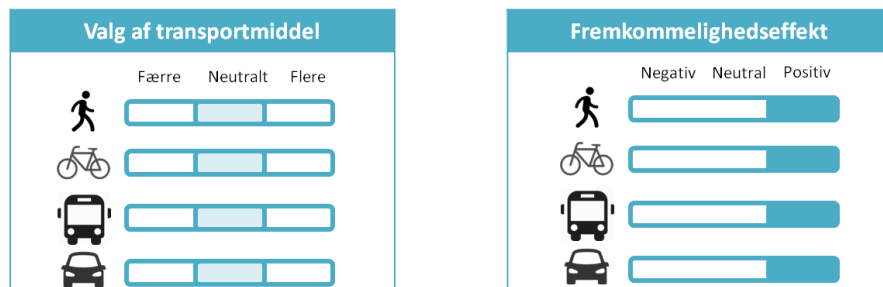 Valg af transportmiddel
Færre Neutralt Flere
Fremkommelighedseffekt
Negativ Neutral Positiv